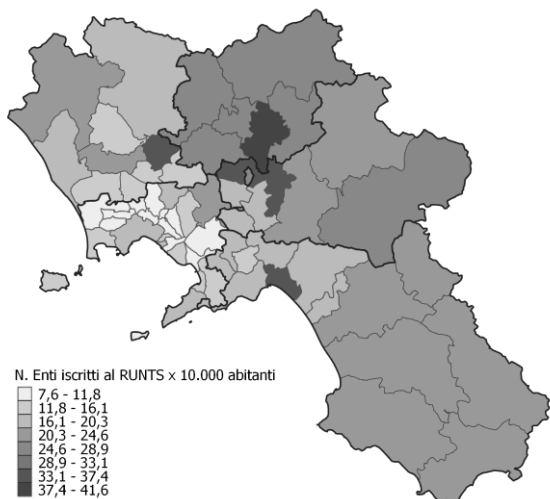 N. Enti iscritti al RUNTS x 10.000 abitanti
7,6 - 11,8
11,8 - 16,1
16,1 - 20,3
20,3 - 24,6
24,6 - 28,9
28,9 - 33,1
33,1 - 37,4
37,4 - 41,6